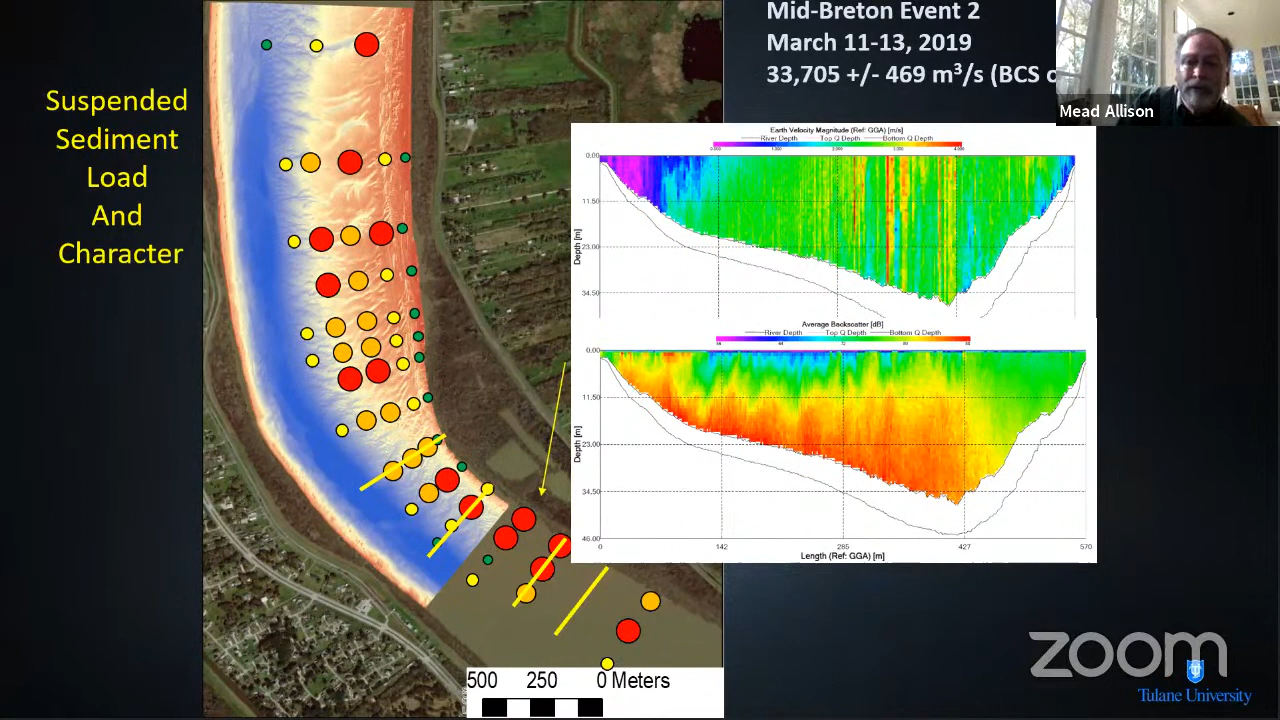 Suspended
Sediment
Load
And
Character
Mid-Breton Event 2
March 11-13, 2019
33,705 +/- 469 m³/s (BCS
Mead Allison
Earth Velocity Magnitude (Ref: GGA) [m/s]
River Depth Top Q Depth Bottom Q Depth
0.00
11.50
23.00
34.50
Depth [m]
Average Backscatter [dB]
River Depth Top Q Depth Bottom Q Depth
0.00
11.50
23.00
34.50
46.00
Depth [m]
0 142 285 427 570
Length (Ref: GGA) [m]
500 250 0 Meters
zoom
Tulane University